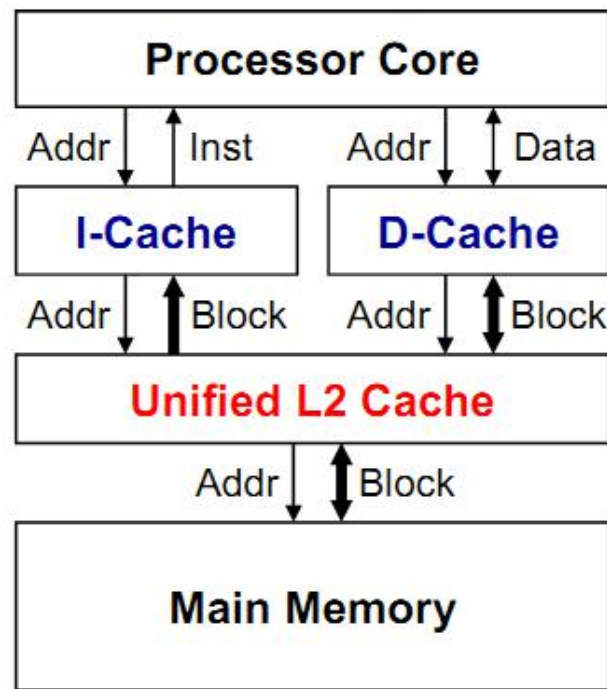 Processor Core
Addr Inst Addr Data
I-Cache D-Cache
Addr Block Addr Block
Unified L2 Cache
Addr Block
Main Memory